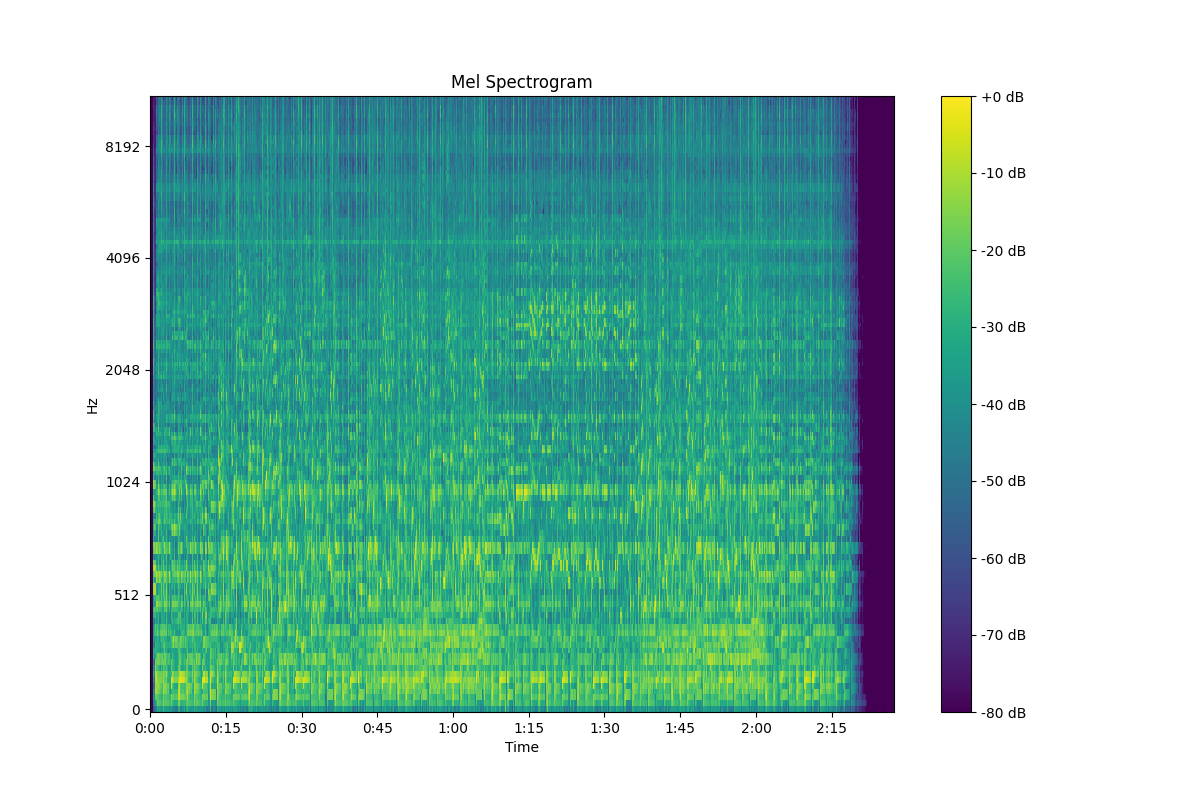 Mel Spectrogram
+0 dB
8192
-10 dB
-20 dB
4096
-30 dB
2048
-40 dB
Hz
1024
-50 dB
-60 dB
512
-70 dB
0
-80 dB
0:00 0:15 0:30 0:45 1:00 1:15 1:30 1:45 2:00 2:15
Time